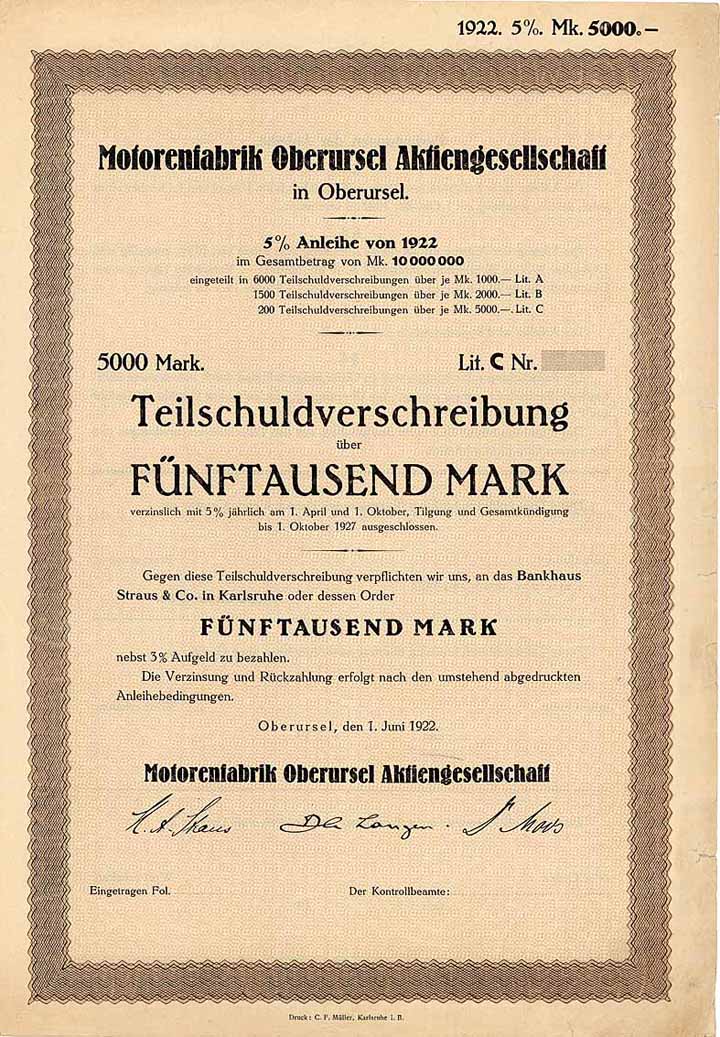 1922. 5%. Mk. 5000.—
Motorenfabrik Oberursel Aktiengesellschaft
in Oberursel.
5% Anleihe von 1922
im Gesamtbetrag von Mk. 10000000
eingeteilt in 6000 Teilschuldverschreibungen über je Mk. 1000.— Lit. A
1500 Teilschuldverschreibungen über je Mk. 2000.— Lit. B
200 Teilschuldverschreibungen über je Mk. 5000.—. Lit. C
5000 Mark. Lit. C Nr.
Teilschuldverschreibung
über
FÜNFTAUSEND MARK
verzinslich mit 5% jährlich am 1. April und 1. Oktober, Tilgung und Gesamtkündigung
bis 1. Oktober 1927 ausgeschlossen.
Gegen diese Teilschuldverschreibung verpflichten wir uns, an das Bankhaus
Straus & Co. in Karlsruhe oder dessen Order
FÜNFTAUSEND MARK
nebst 3% Aufgeld zu bezahlen.
Die Verzinsung und Rückzahlung erfolgt nach den umstehend abgedruckten
Anleihebedingungen.
Oberursel, den 1. Juni 1922.
Motorenfabrik Oberursel Aktiengesellschaft
Eingetragen Fol.
Der Kontrollbeamte:
Druck: C. F. Müller, Karlsruhe i. B.